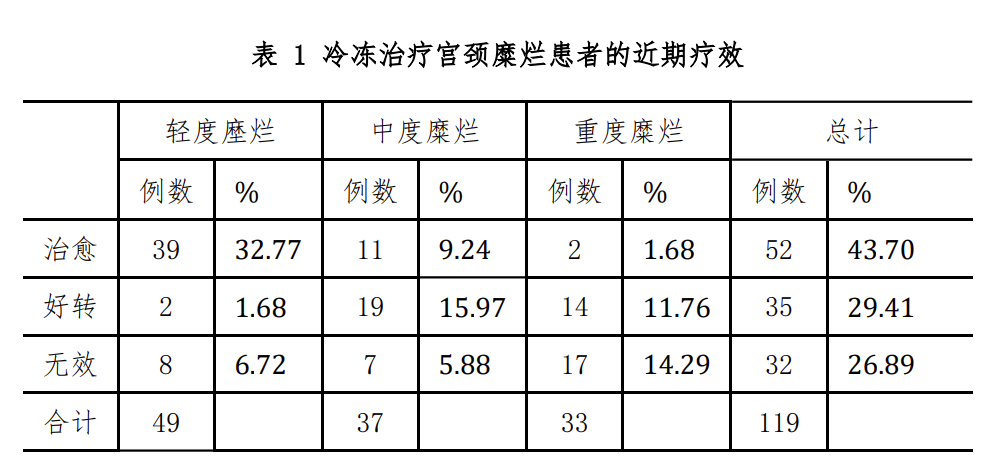 表 1 冷冻治疗宫颈糜烂患者的近期疗效
轻度塵烂 中度糜烂 重度糜烂 总计
例数 % 例数 % 例数 % 例数 %
治愈 39 32.77 11 9.24 2 1.68 52 43.70
好转 2 1.68 19 15.97 14 11.76 35 29.41
无效 8 6.72 7 5.88 17 14.29 32 26.89
合计 49 37 33 119